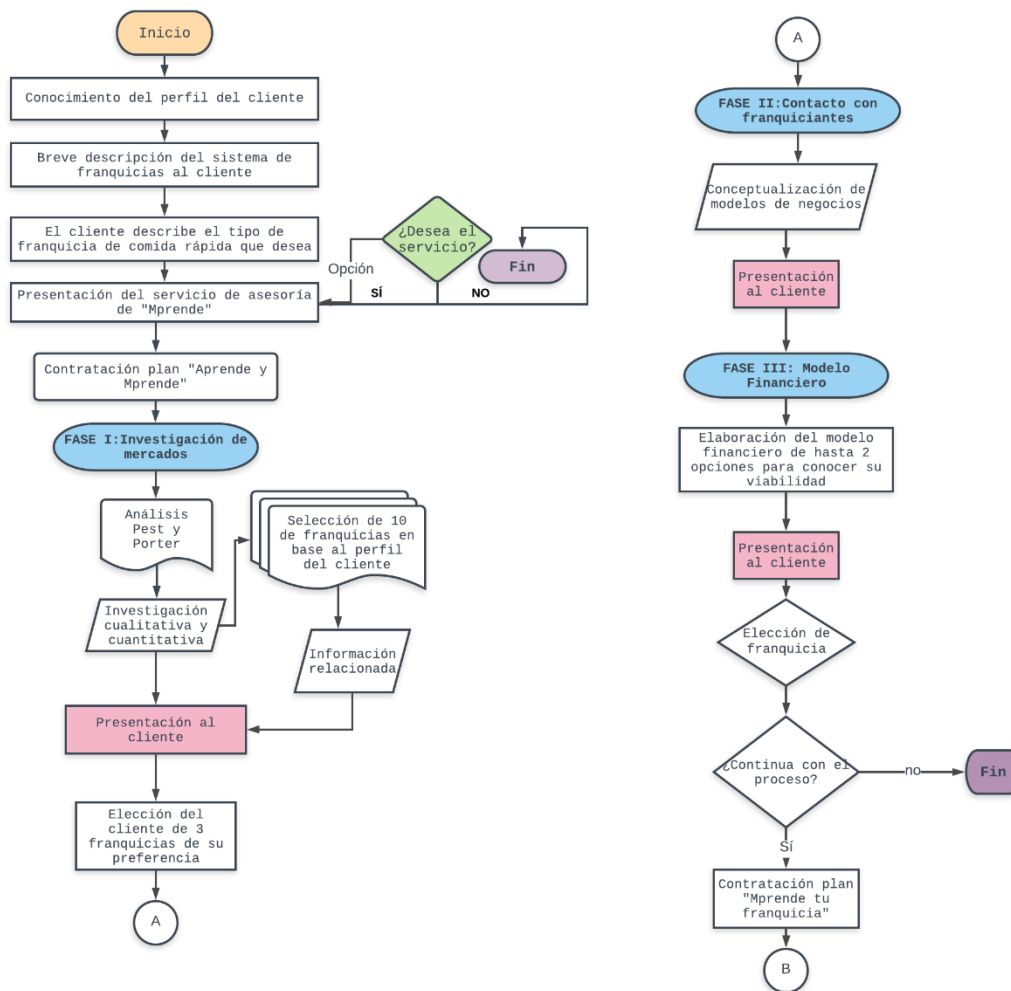 Inicio
Conocimiento del perfil del cliente
Breve descripción del sistema de
franquicias al cliente
El cliente describe el tipo de
franquicia de comida rápida que desea
¿Desea el
servicio?
Opción
SÍ
NO
Fin
Presentación del servicio de asesoría
de "Mprende"
Contratación plan "Aprende y
Mprende"
FASE I:Investigación de
mercados
Análisis
Pest y
Porter
Selección de 10
de franquicias en
base al perfil
del cliente
Investigación
cualitativa y
cuantitativa
Información
relacionada
Presentación al
cliente
Elección del
cliente de 3
franquicias de su
preferencia
A
A
FASE II:Contacto con
franquiciantes
Conceptualización de
modelos de negocios
Presentación
al cliente
FASE III: Modelo
Financiero
Elaboración del modelo
financiero de hasta 2
opciones para conocer su
viabilidad
Presentación
al cliente
Elección de
franquicia
¿Continua con el
proceso?
no
Fin
Sí
Contratación plan
"Mprende tu
franquicia"
B